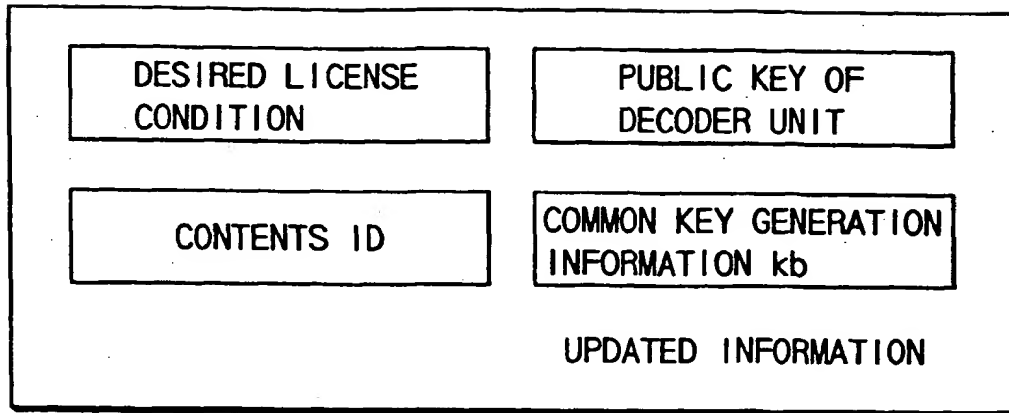 DESIRED LICENSE
CONDITION
PUBLIC KEY OF
DECODER UNIT
CONTENTS ID
COMMON KEY GENERATION
INFORMATION kb
UPDATED INFORMATION